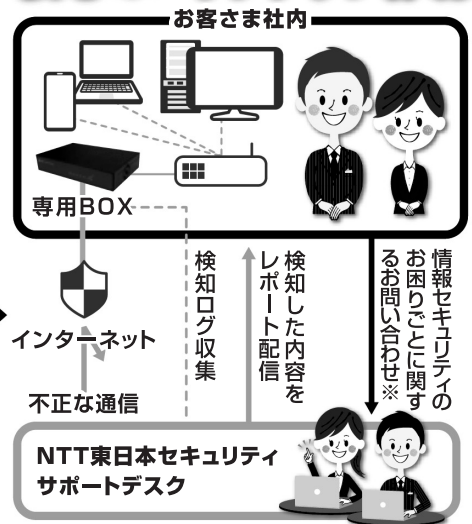 お客さま社内
専用BOX
インターネット
不正な通信
検知ログ収集
検知した内容を
レポート配信
情報セキュリティの
お困りごとに関す
るお問い合わせ※
NTT東日本セキュリティ
サポートデスク